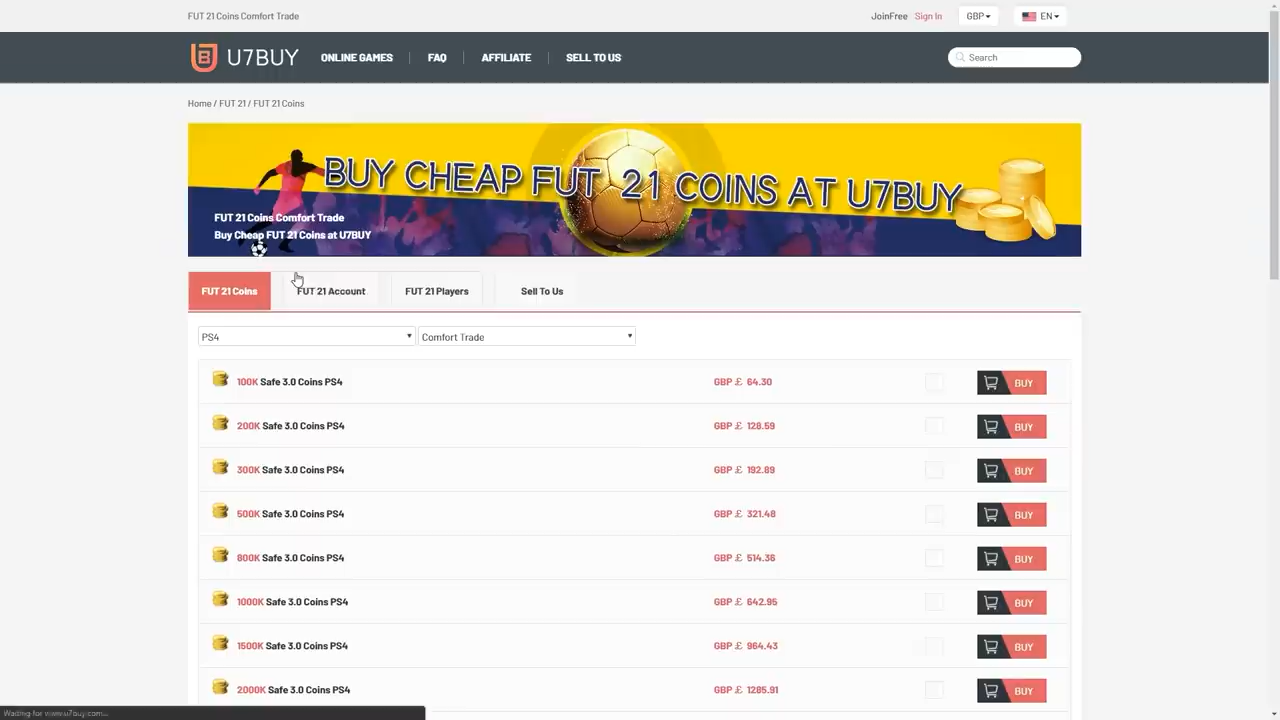 FUT 21 Coins Comfort Trade
JoinFree Sign In GBP EN
U7BUY ONLINE GAMES FAQ AFFILIATE SELL TO US Search
Home / FUT 21 / FUT 21 Coins
BUY CHEAP FUT 21 COINS AT U7BUY
FUT 21 Coins Comfort Trade
Buy Cheap FUT 21 Coins at U7BUY
FUT 21 Coins FUT 21 Account FUT 21 Players Sell To Us
PS4 Comfort Trade
100K Safe 3.0 Coins PS4 GBP £ 64.30 BUY
200K Safe 3.0 Coins PS4 GBP £ 128.59 BUY
300K Safe 3.0 Coins PS4 GBP £ 192.89 BUY
500K Safe 3.0 Coins PS4 GBP £ 321.48 BUY
800K Safe 3.0 Coins PS4 GBP £ 514.36 BUY
1000K Safe 3.0 Coins PS4 GBP £ 642.95 BUY
1500K Safe 3.0 Coins PS4 GBP £ 964.43 BUY
2000K Safe 3.0 Coins PS4 GBP £ 1285.91 BUY
Waiting for www.u7buy.com...